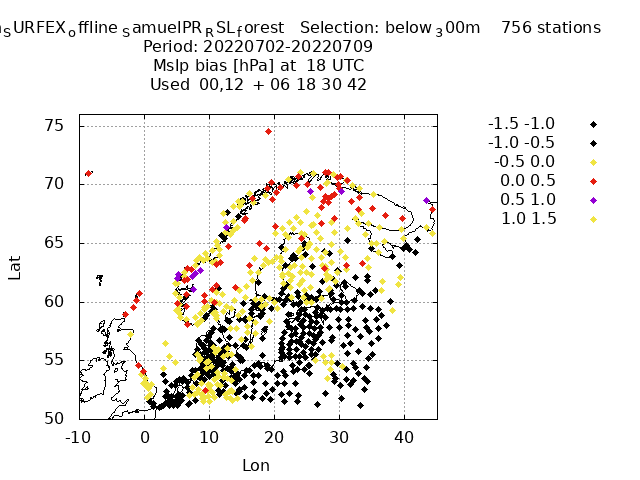 SURFEXoffline SamuelPRRSLforest Selection: below 300m 756 stations
Period: 20220702-20220709
Mslp bias [hPa] at 18 UTC
Used 00,12 + 06 18 30 42
-1.5 -1.0
-1.0 -0.5
-0.5 0.0
0.0 0.5
0.5 1.0
1.0 1.5
75
70
65
60
55
50
Lat
-10 0 10 20 30 40
Lon